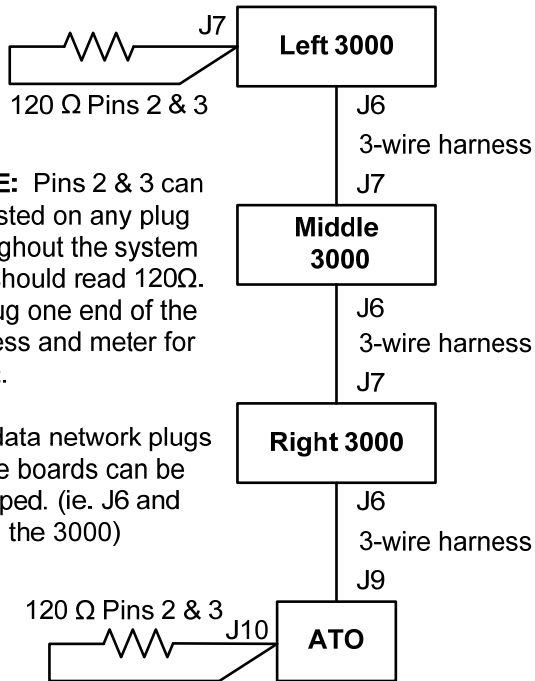 J7
Left 3000
120 Ω Pins 2 & 3
J6
3-wire harness
J7
E: Pins 2 & 3 can
sted on any plug
ghout the system
should read 120Ω.
ug one end of the
ess and meter for
Middle
3000
J6
3-wire harness
J7
data network plugs
e boards can be
ped. (ie. J6 and
the 3000)
Right 3000
J6
3-wire harness
J9
120 Ω Pins 2 & 3
J10
ATO